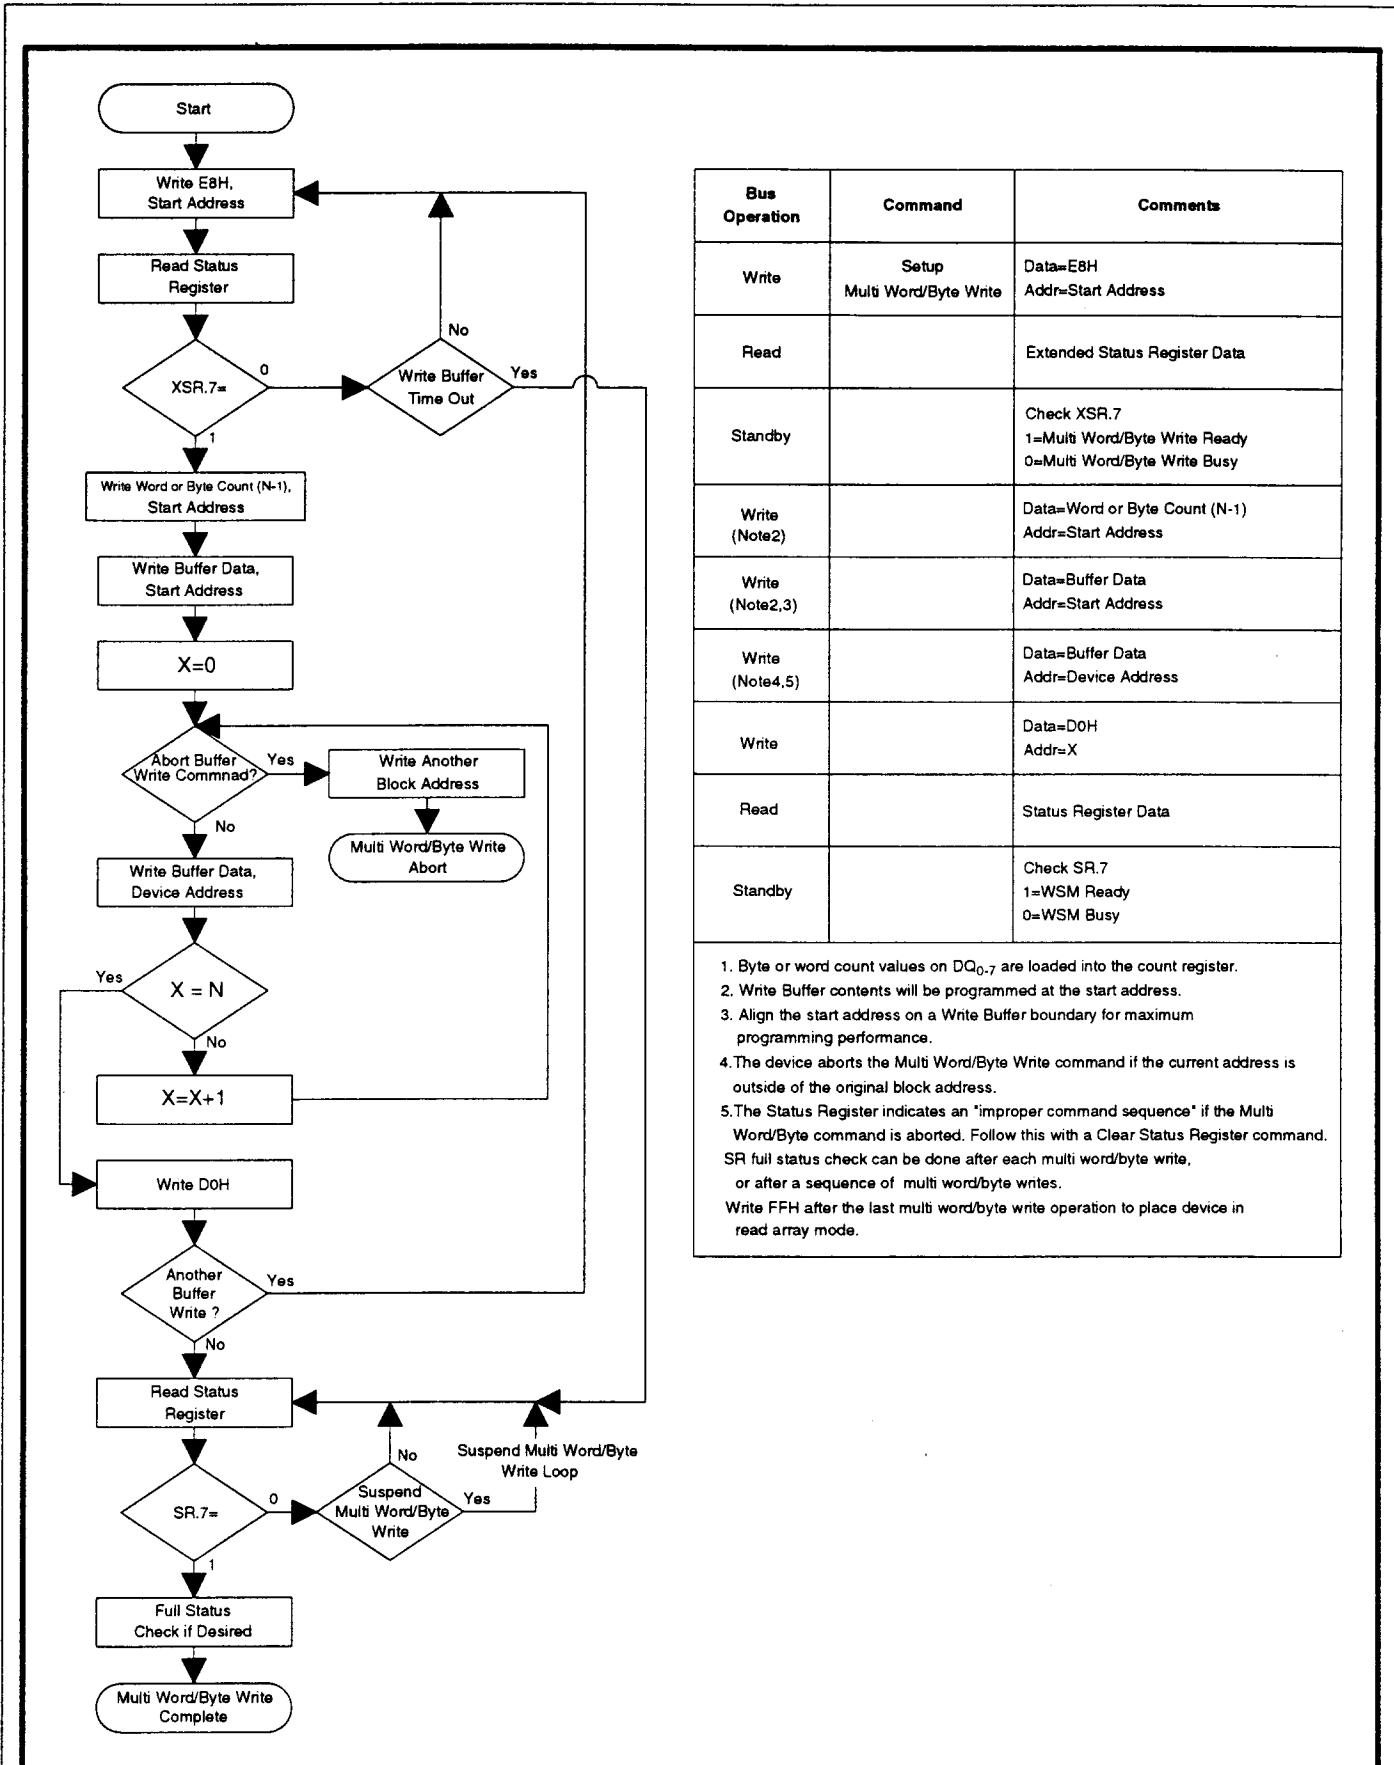 Start
Write E8H,
Start Address
Read Status
Register
XSR.7=
0
1
No
Write Buffer
Time Out
Yes
Write Word or Byte Count (N-1),
Start Address
Write Buffer Data,
Start Address
X=0
Abort Buffer
Write Commnad?
Yes
No
Write Another
Block Address
Multi Word/Byte Write
Abort
Write Buffer Data,
Device Address
Yes
X = N
No
X=X+1
Write D0H
Another
Buffer
Write ?
Yes
No
Read Status
Register
SR.7=
0
1
No
Suspend
Multi Word/Byte
Write
Yes
Suspend Multi Word/Byte
Write Loop
Full Status
Check if Desired
Multi Word/Byte Write
Complete
Bus
Operation
Command
Comments
Write
Setup
Multi Word/Byte Write
Data=E8H
Addr=Start Address
Read
Extended Status Register Data
Standby
Check XSR.7
1=Multi Word/Byte Write Ready
0=Multi Word/Byte Write Busy
Write
(Note2)
Data=Word or Byte Count (N-1)
Addr=Start Address
Write
(Note2,3)
Data=Buffer Data
Addr=Start Address
Write
(Note4,5)
Data=Buffer Data
Addr=Device Address
Write
Data=D0H
Addr=X
Read
Status Register Data
Standby
Check SR.7
1=WSM Ready
0=WSM Busy
1. Byte or word count values on DQ0-7 are loaded into the count register.
2. Write Buffer contents will be programmed at the start address.
3. Align the start address on a Write Buffer boundary for maximum
programming performance.
4.The device aborts the Multi Word/Byte Write command if the current address is
outside of the original block address.
5.The Status Register indicates an "improper command sequence" if the Multi
Word/Byte command is aborted. Follow this with a Clear Status Register command.
SR full status check can be done after each multi word/byte write,
or after a sequence of multi word/byte writes.
Write FFH after the last multi word/byte write operation to place device in
read array mode.